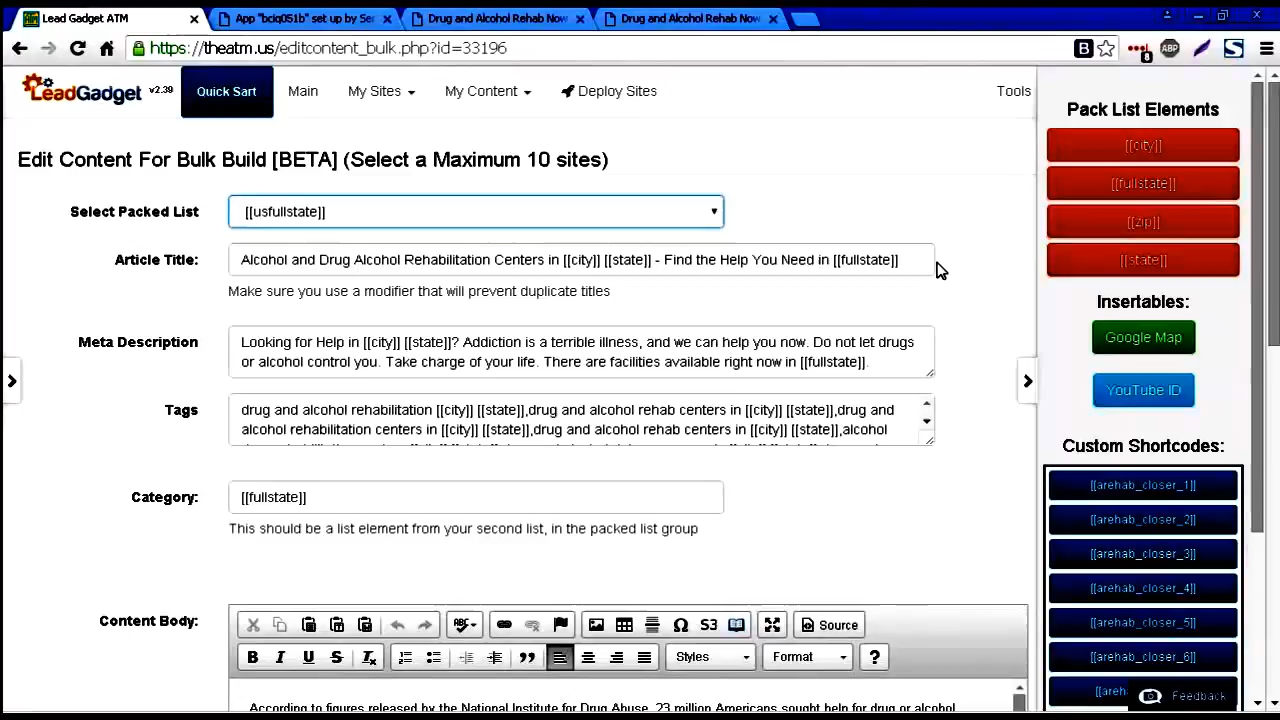 Lead Gadget ATM
App "bciq051b" set up by Ser
Drug and Alcohol Rehab Now
Drug and Alcohol Rehab Now
https://theatm.us/editcontent_bulk.php?id=33196
B
8
ABP
S
LeadGadget v2.39
Quick Sart
Main
My Sites
My Content
Deploy Sites
Tools
Edit Content For Bulk Build [BETA] (Select a Maximum 10 sites)
Select Packed List
[[usfullstate]]
Article Title:
Alcohol and Drug Alcohol Rehabilitation Centers in [[city]] [[state]] - Find the Help You Need in [[fullstate]]
Make sure you use a modifier that will prevent duplicate titles
Meta Description
Looking for Help in [[city]] [[state]]? Addiction is a terrible illness, and we can help you now. Do not let drugs
or alcohol control you. Take charge of your life. There are facilities available right now in [[fullstate]].
Tags
drug and alcohol rehabilitation [[city]] [[state]],drug and alcohol rehab centers in [[city]] [[state]],drug and
alcohol rehabilitation centers in [[city]] [[state]],drug and alcohol rehab centers in [[city]] [[state]],alcohol
Category:
[[fullstate]]
This should be a list element from your second list, in the packed list group
Content Body:
ABC
S3
Source
B I U S Tx
Styles
Format
?
According to figures released by the National Institute for Drug Abuse, 23 million Americans sought help for drug or alcohol
Pack List Elements
[[city]]
[[fullstate]]
[[zip]]
[[state]]
Insertables:
Google Map
YouTube ID
Custom Shortcodes:
[[arehab_closer_1]]
[[arehab_closer_2]]
[[arehab_closer_3]]
[[arehab_closer_4]]
[[arehab_closer_5]]
[[arehab_closer_6]]
[[areh
Feedback